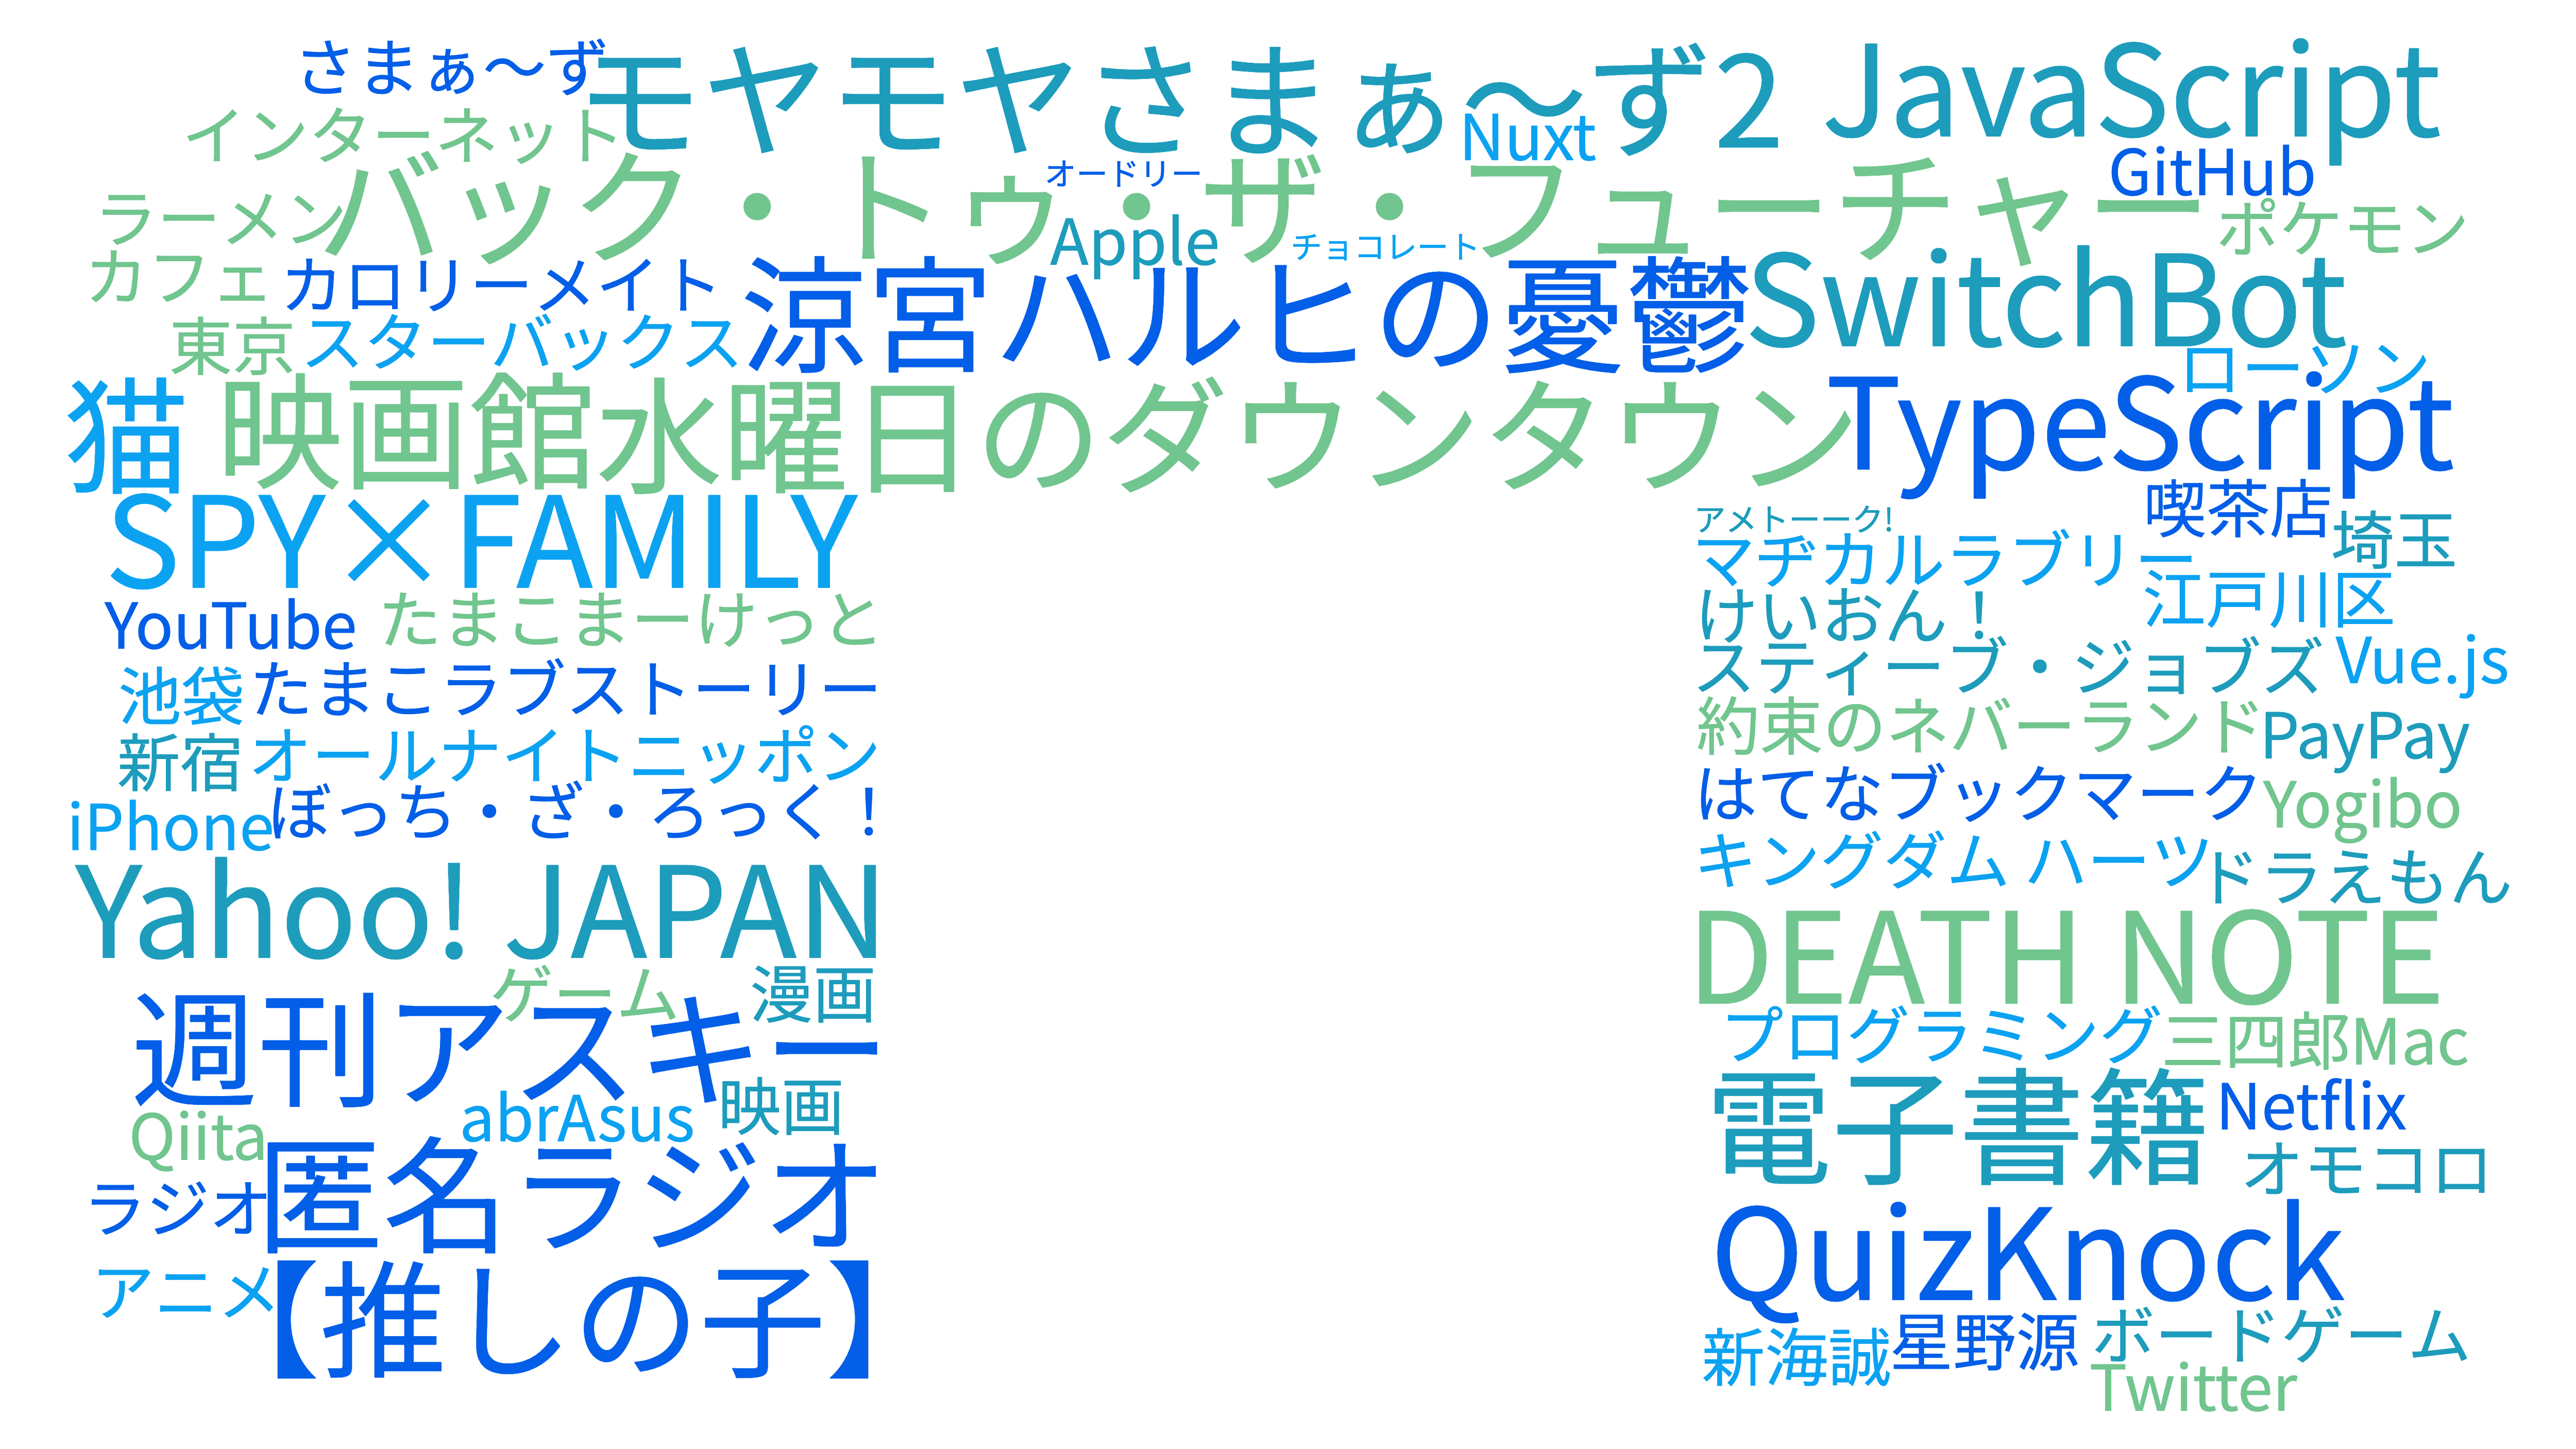 さまぁ〜ず
モヤモヤさまぁ〜ず2
JavaScript
インターネット
Nuxt
GitHub
バック・トゥ・ザ・フューチャー
オードリー
ラーメン
Apple
チョコレート
ポケモン
カフェ
カロリーメイト
涼宮ハルヒの憂鬱
SwitchBot
東京
スターバックス
ローソン
猫
映画館
水曜日のダウンタウン
TypeScript
SPY×FAMILY
喫茶店
アメトーーク!
埼玉
マヂカルラブリー
江戸川区
YouTube
たまこまーけっと
けいおん！
池袋
たまこラブストーリー
スティーブ・ジョブズ
Vue.js
新宿
オールナイトニッポン
約束のネバーランド
PayPay
iPhone
ぼっち・ざ・ろっく！
はてなブックマーク
Yogibo
キングダム ハーツ
ドラえもん
Yahoo! JAPAN
DEATH NOTE
ゲーム
漫画
週刊アスキー
プログラミング
三四郎
Mac
Qiita
abrAsus
映画
電子書籍
Netflix
オモコロ
ラジオ
匿名ラジオ
QuizKnock
アニメ
【推しの子】
新海誠
星野源
ボードゲーム
Twitter